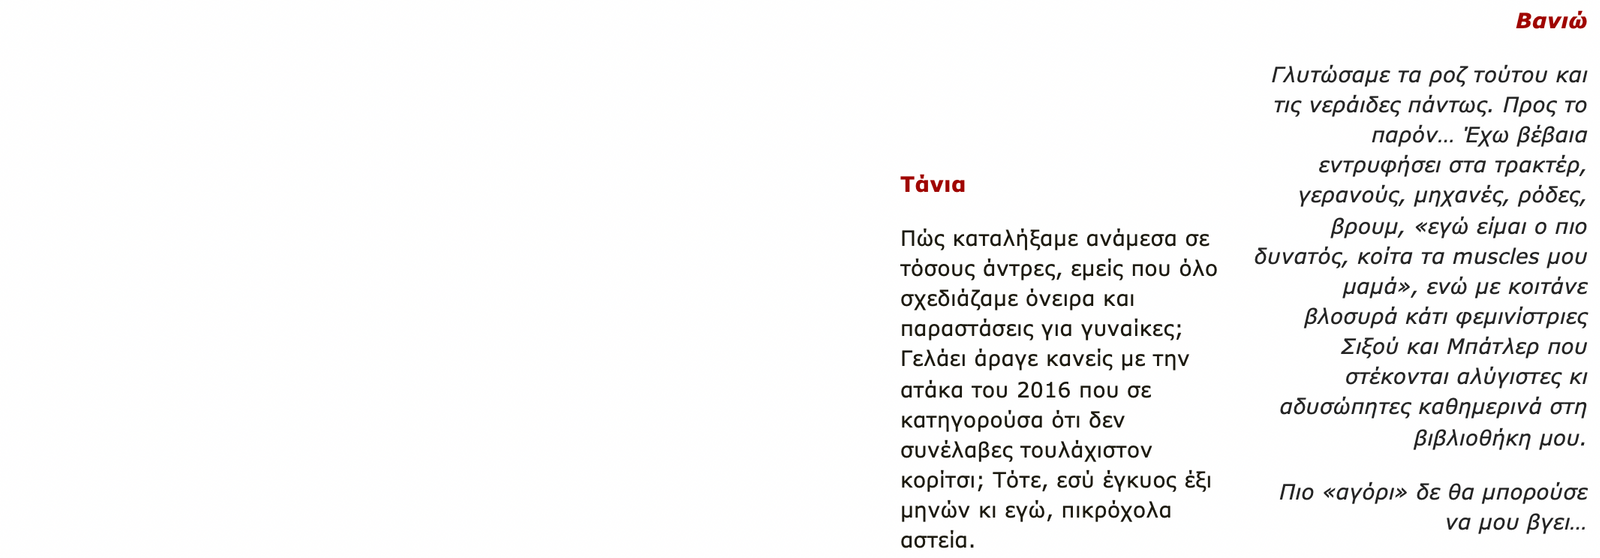 Τάνια
Πώς καταλήξαμε ανάμεσα σε
τόσους άντρες, εμείς που όλο
σχεδιάζαμε όνειρα και
παραστάσεις για γυναίκες;
Γελάει άραγε κανείς με την
ατάκα του 2016 που σε
κατηγορούσα ότι δεν
συνέλαβες τουλάχιστον
κορίτσι; Τότε, εσύ έγκυος έξι
μηνών κι εγώ, πικρόχολα
αστεία.
Βανιώ
Γλυτώσαμε τα ροζ τούτου και
τις νεράιδες πάντως. Προς το
παρόν… Έχω βέβαια
εντρυφήσει στα τρακτέρ,
γερανούς, μηχανές, ρόδες,
βρουμ, «εγώ είμαι ο πιο
δυνατός, κοίτα τα muscles μου
μαμά», ενώ με κοιτάνε
βλοσυρά κάτι φεμινίστριες
Σιξού και Μπάτλερ που
στέκονται αλύγιστες κι
αδυσώπητες καθημερινά στη
βιβλιοθήκη μου.
Πιο «αγόρι» δε θα μπορούσε
να μου βγει…